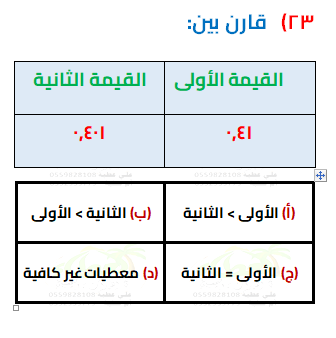 ٢٣) قارن بين:
القيمة الأولى القيمة الثانية
٠,٤١ ٠,٤٠١
(أ) الأولى > الثانية (ب) الثانية > الأولى
(ج) الأولى = الثانية (د) معطيات غير كافية